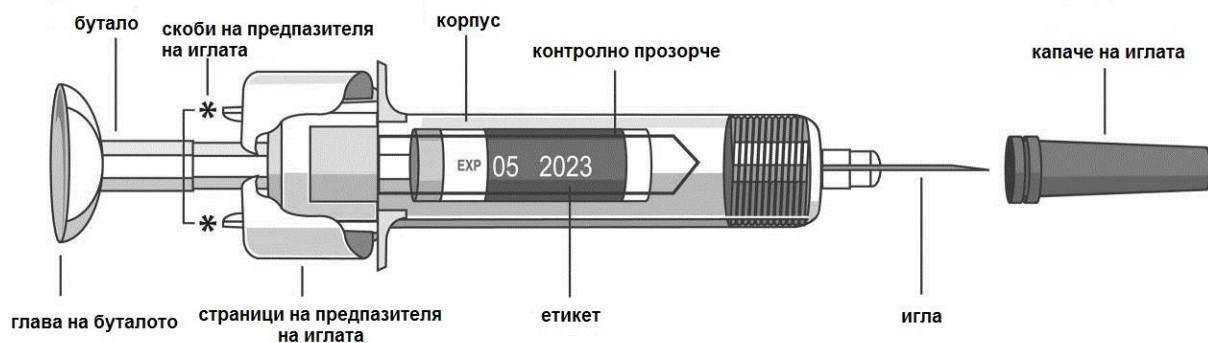 бутало
скоби на предпазителя
на иглата
корпус
контролно прозорче
капаче на иглата
*
EXP 05 2023
*
глава на буталото
страници на предпазителя
на иглата
етикет
игла